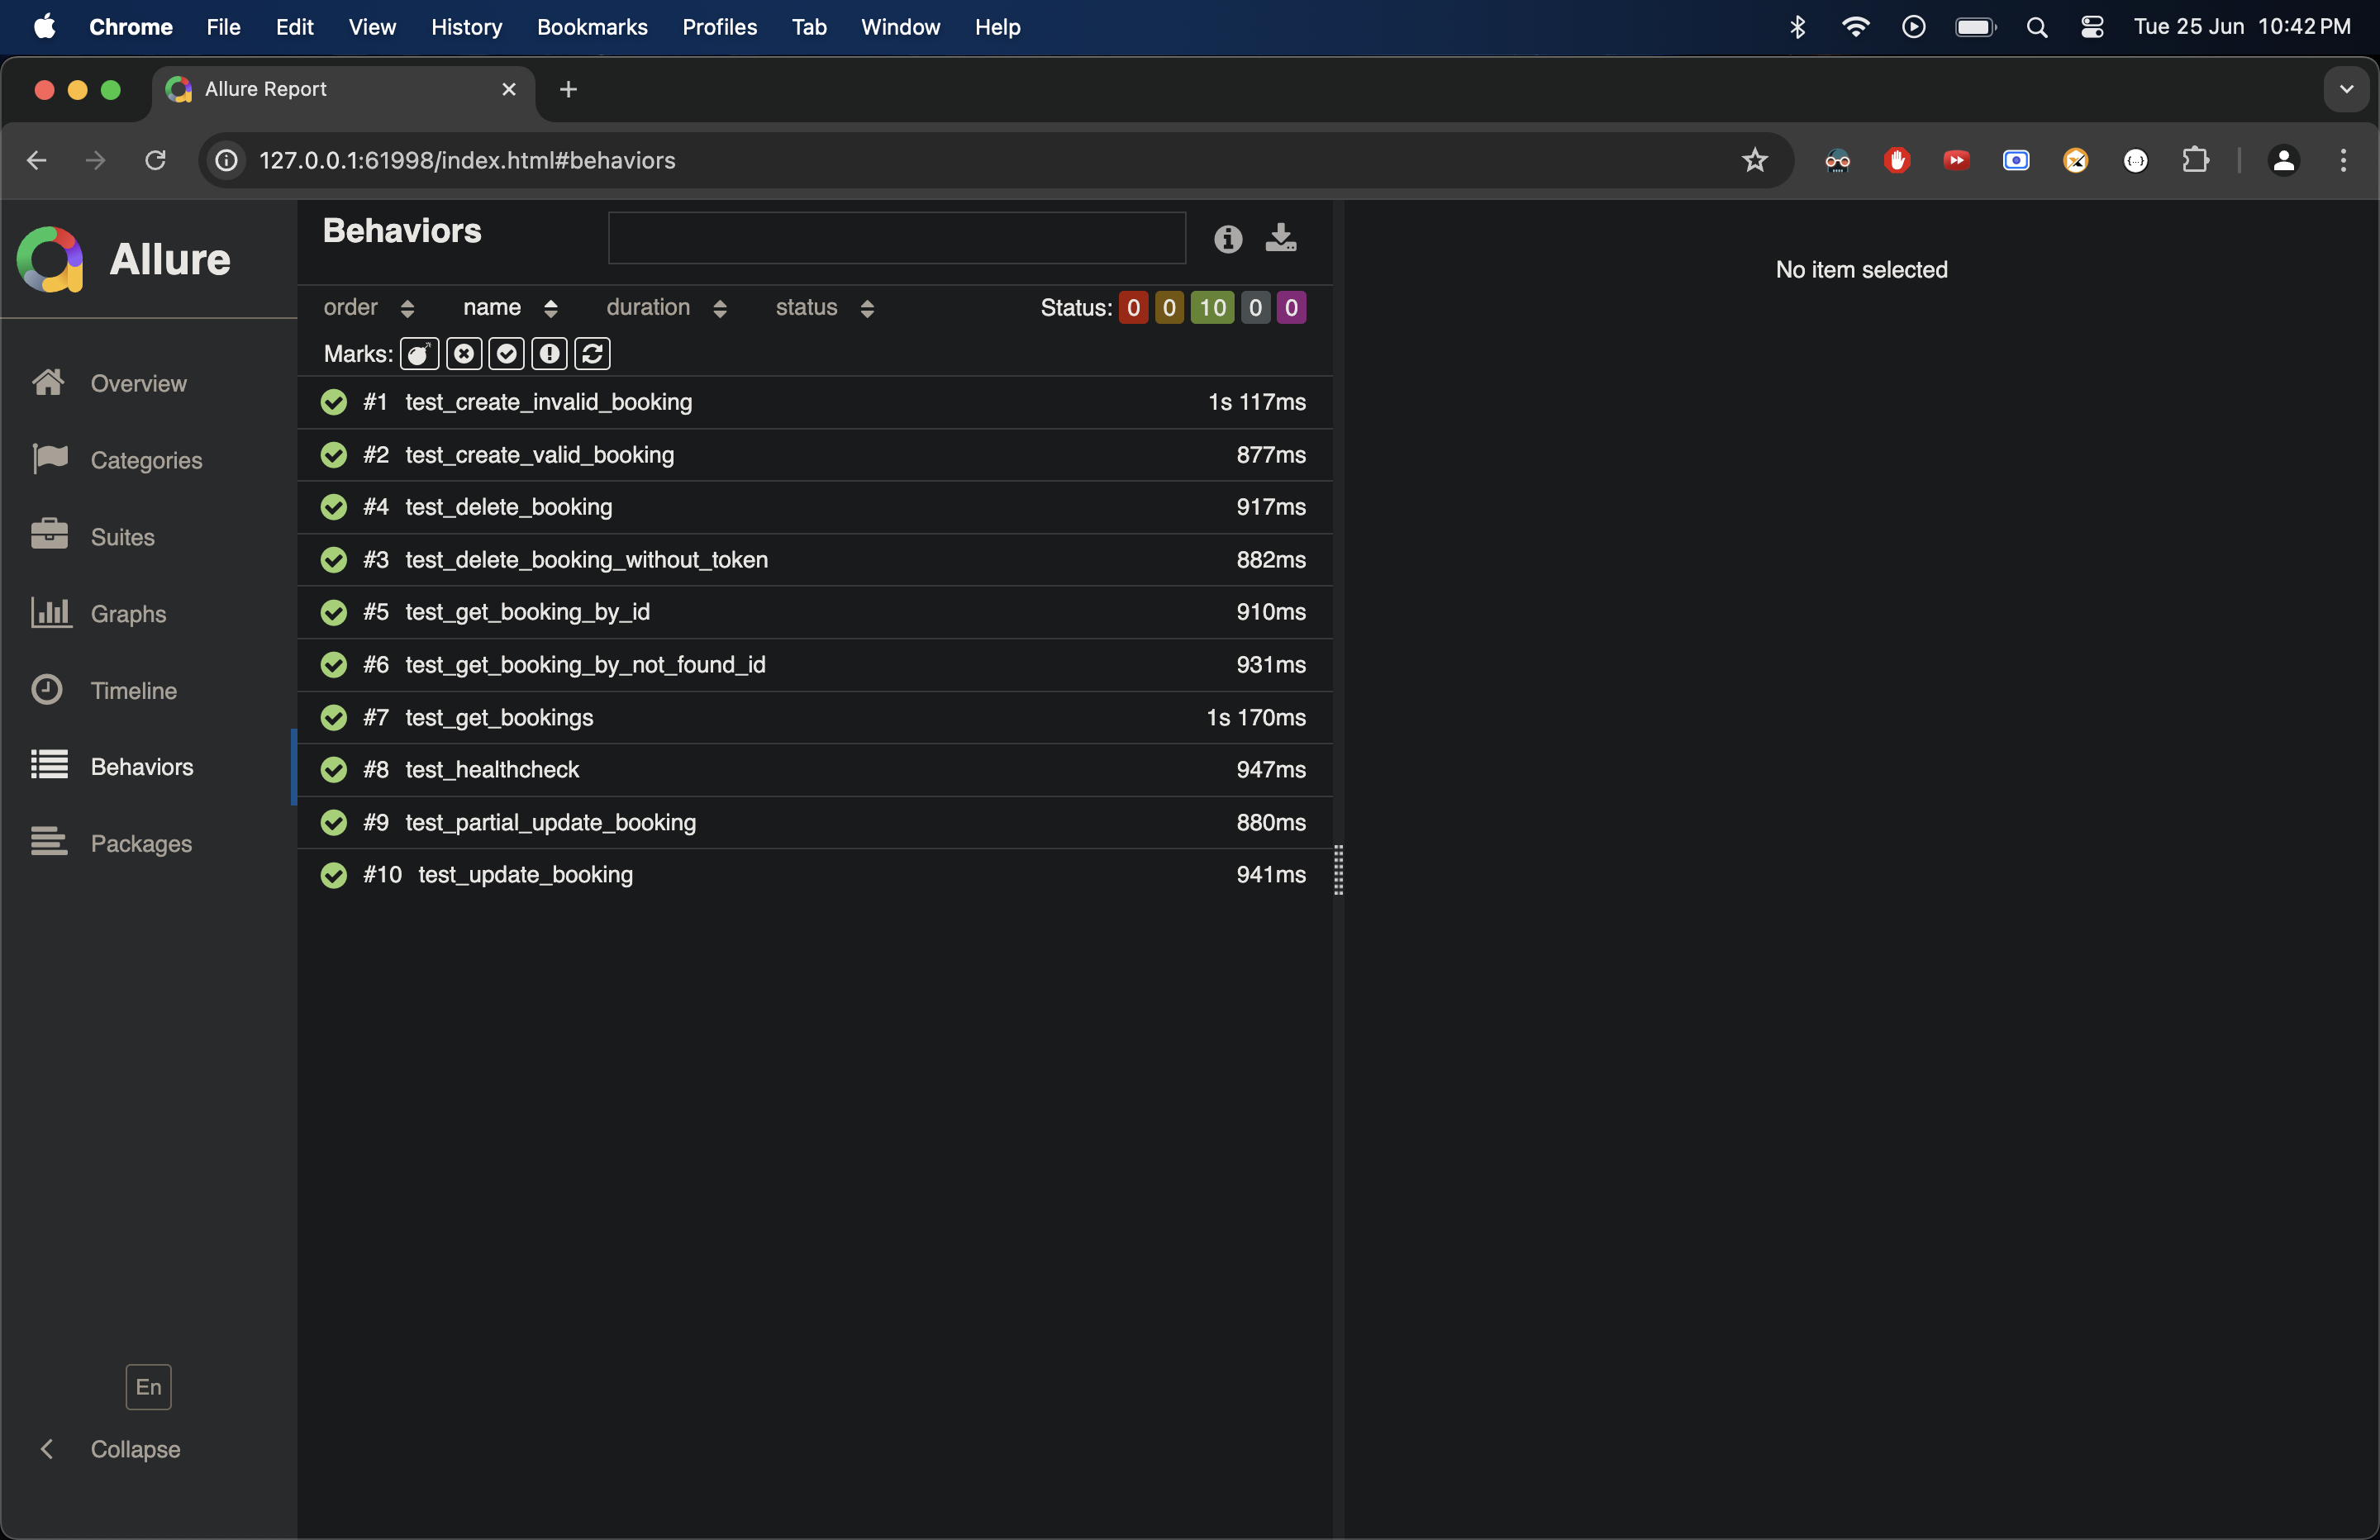 Chrome File Edit View History Bookmarks Profiles Tab Window Help Tue 25 Jun 10:42 PM
Allure Report
127.0.0.1:61998/index.html#behaviors
Allure
Overview
Categories
Suites
Graphs
Timeline
Behaviors
Packages
En
Collapse
Behaviors
order name duration status Status: 0 0 10 0 0
Marks:
#1 test_create_invalid_booking 1s 117ms
#2 test_create_valid_booking 877ms
#4 test_delete_booking 917ms
#3 test_delete_booking_without_token 882ms
#5 test_get_booking_by_id 910ms
#6 test_get_booking_by_not_found_id 931ms
#7 test_get_bookings 1s 170ms
#8 test_healthcheck 947ms
#9 test_partial_update_booking 880ms
#10 test_update_booking 941ms
No item selected